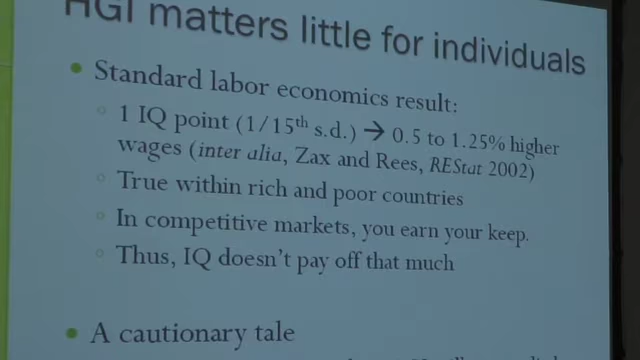 HGI matters little for individuals
• Standard labor economics result:
◦ 1 IQ point (1/15th s.d.) → 0.5 to 1.25% higher
wages (inter alia, Zax and Rees, REStat 2002)
◦ True within rich and poor countries
◦ In competitive markets, you earn your keep.
◦ Thus, IQ doesn't pay off that much
• A cautionary tale